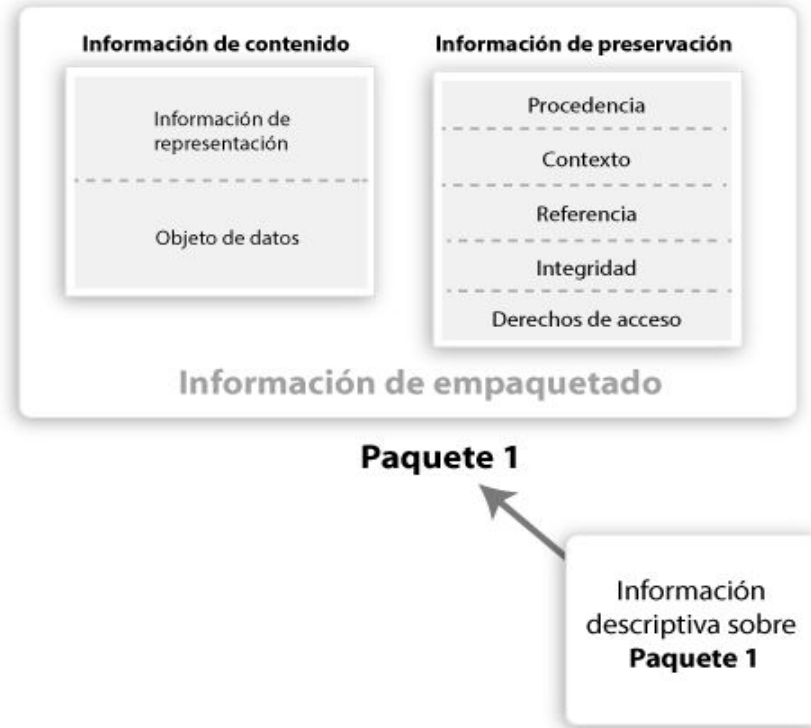 Información de contenido
Información de
representación
Objeto de datos
Información de preservación
Procedencia
Contexto
Referencia
Integridad
Derechos de acceso
Información de empaquetado
Paquete 1
Información
descriptiva sobre
Paquete 1